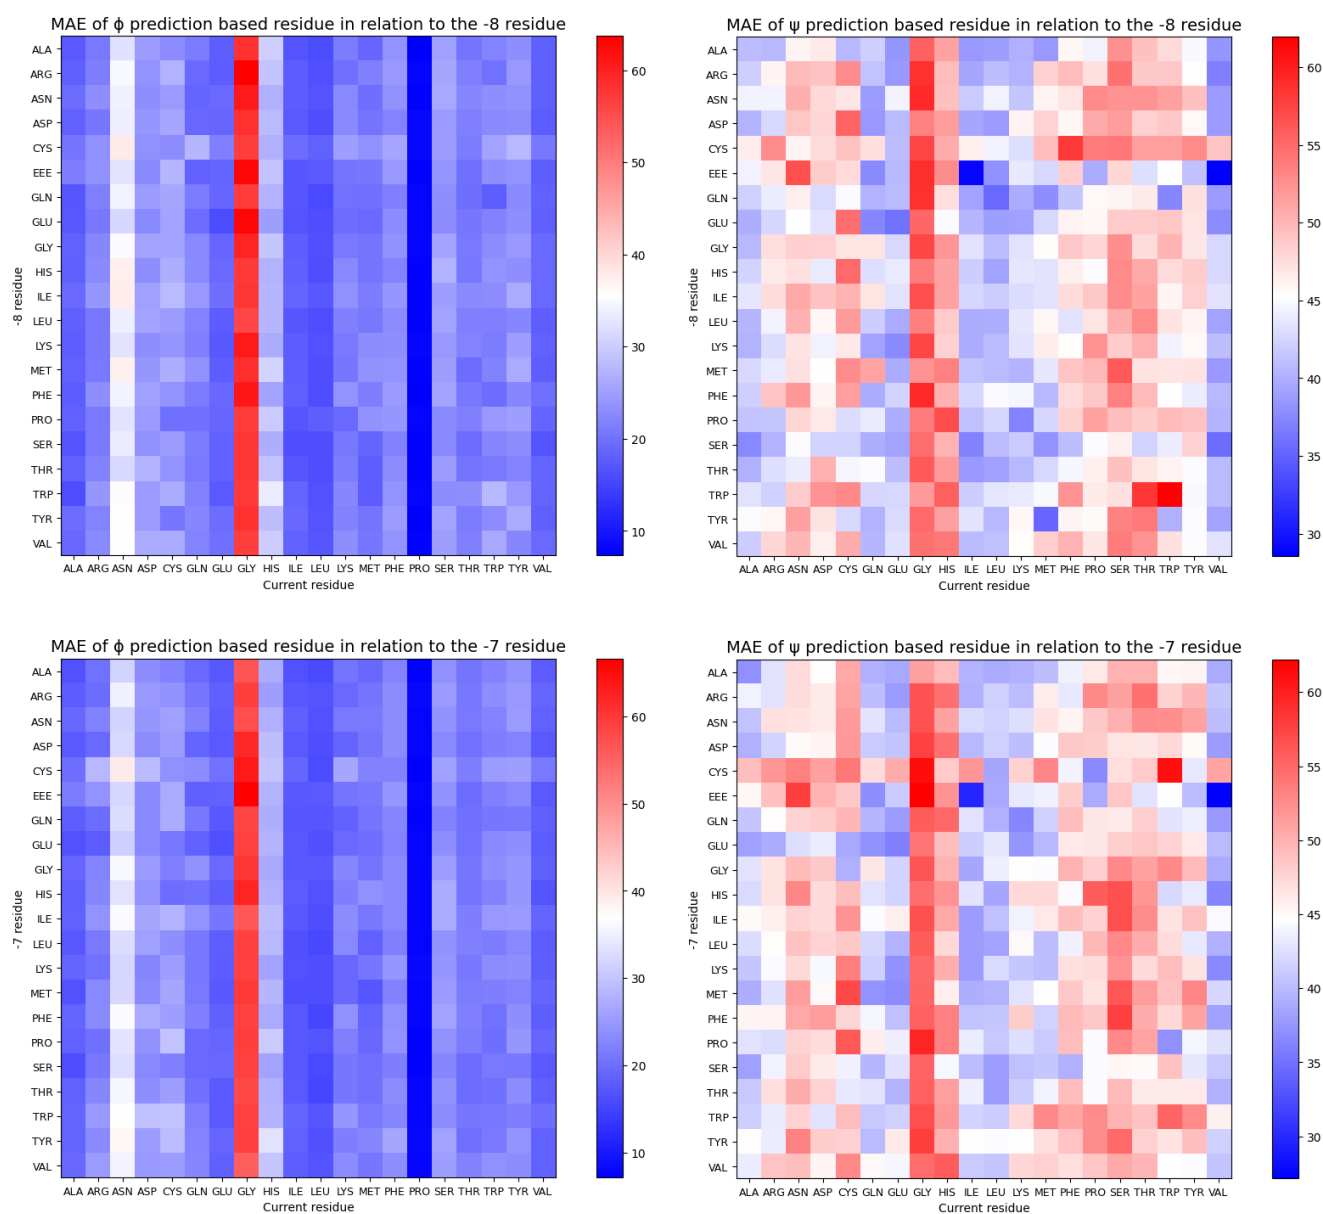 MAE of ϕ prediction based residue in relation to the -8 residue
ALA
ARG
ASN
ASP
CYS
EEE
GLN
GLU
GLY
HIS
ILE
LEU
LYS
MET
PHE
PRO
SER
THR
TRP
TYR
VAL
-8 residue
ALA ARG ASN ASP CYS GLN GLU GLY HIS ILE LEU LYS MET PHE PRO SER THR TRP TYR VAL
Current residue
60
50
40
30
20
10
MAE of ψ prediction based residue in relation to the -8 residue
ALA
ARG
ASN
ASP
CYS
EEE
GLN
GLU
GLY
HIS
ILE
LEU
LYS
MET
PHE
PRO
SER
THR
TRP
TYR
VAL
-8 residue
ALA ARG ASN ASP CYS GLN GLU GLY HIS ILE LEU LYS MET PHE PRO SER THR TRP TYR VAL
Current residue
60
55
50
45
40
35
30
MAE of ϕ prediction based residue in relation to the -7 residue
ALA
ARG
ASN
ASP
CYS
EEE
GLN
GLU
GLY
HIS
ILE
LEU
LYS
MET
PHE
PRO
SER
THR
TRP
TYR
VAL
-7 residue
ALA ARG ASN ASP CYS GLN GLU GLY HIS ILE LEU LYS MET PHE PRO SER THR TRP TYR VAL
Current residue
60
50
40
30
20
10
MAE of ψ prediction based residue in relation to the -7 residue
ALA
ARG
ASN
ASP
CYS
EEE
GLN
GLU
GLY
HIS
ILE
LEU
LYS
MET
PHE
PRO
SER
THR
TRP
TYR
VAL
-7 residue
ALA ARG ASN ASP CYS GLN GLU GLY HIS ILE LEU LYS MET PHE PRO SER THR TRP TYR VAL
Current residue
60
55
50
45
40
35
30